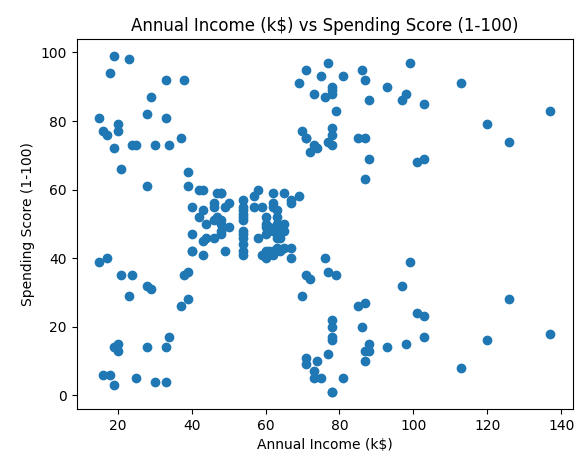 Annual Income (k$) vs Spending Score (1-100)
100
80
60
40
20
0
Spending Score (1-100)
20 40 60 80 100 120 140
Annual Income (k$)